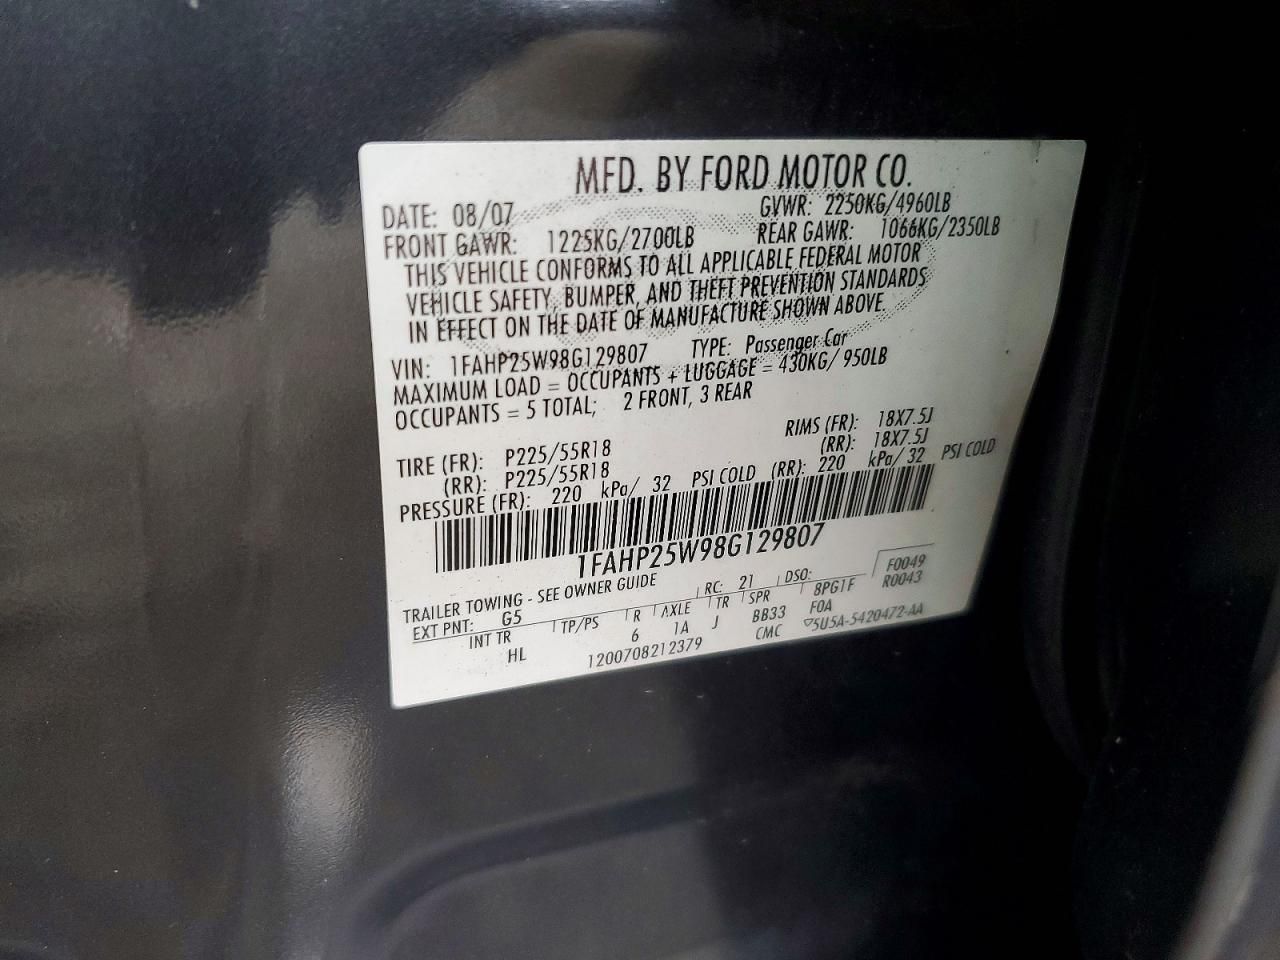 MFD. BY FORD MOTOR CO.
DATE: 08/07 GVWR: 2250KG/4960LB
FRONT GAWR: 1225KG/2700LB REAR GAWR: 1066KG/2350LB
THIS VEHICLE CONFORMS TO ALL APPLICABLE FEDERAL MOTOR
VEHICLE SAFETY, BUMPER, AND THEFT PREVENTION STANDARDS
IN EFFECT ON THE DATE OF MANUFACTURE SHOWN ABOVE.
VIN: 1FAHP25W98G129807 TYPE: Passenger Car
MAXIMUM LOAD = OCCUPANTS + LUGGAGE = 430KG/ 950LB
OCCUPANTS = 5 TOTAL; 2 FRONT, 3 REAR
TIRE (FR): P225/55R18 RIMS (FR): 18X7.5J
(RR): P225/55R18 (RR): 18X7.5J
PRESSURE (FR): 220 kPa/ 32 PSI COLD (RR): 220 kPa/ 32 PSI COLD
1FAHP25W98G129807
TRAILER TOWING - SEE OWNER GUIDE
F0049
EXT PNT: G5 RC: 21 DSO: 8PG1F R0043
INT TR TP/PS R AXLE TR SPR FOA
HL 6 1A J BB33 ▽5U5A-5420472-AA
1200708212379 CMC